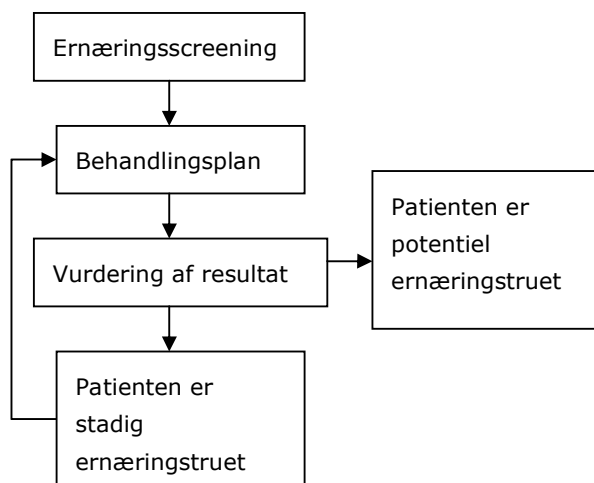 Ernæringsscreening
Behandlingsplan
Vurdering af resultat
Patienten er
potentiel
ernæringstruet
Patienten er
stadig
ernæringstruet